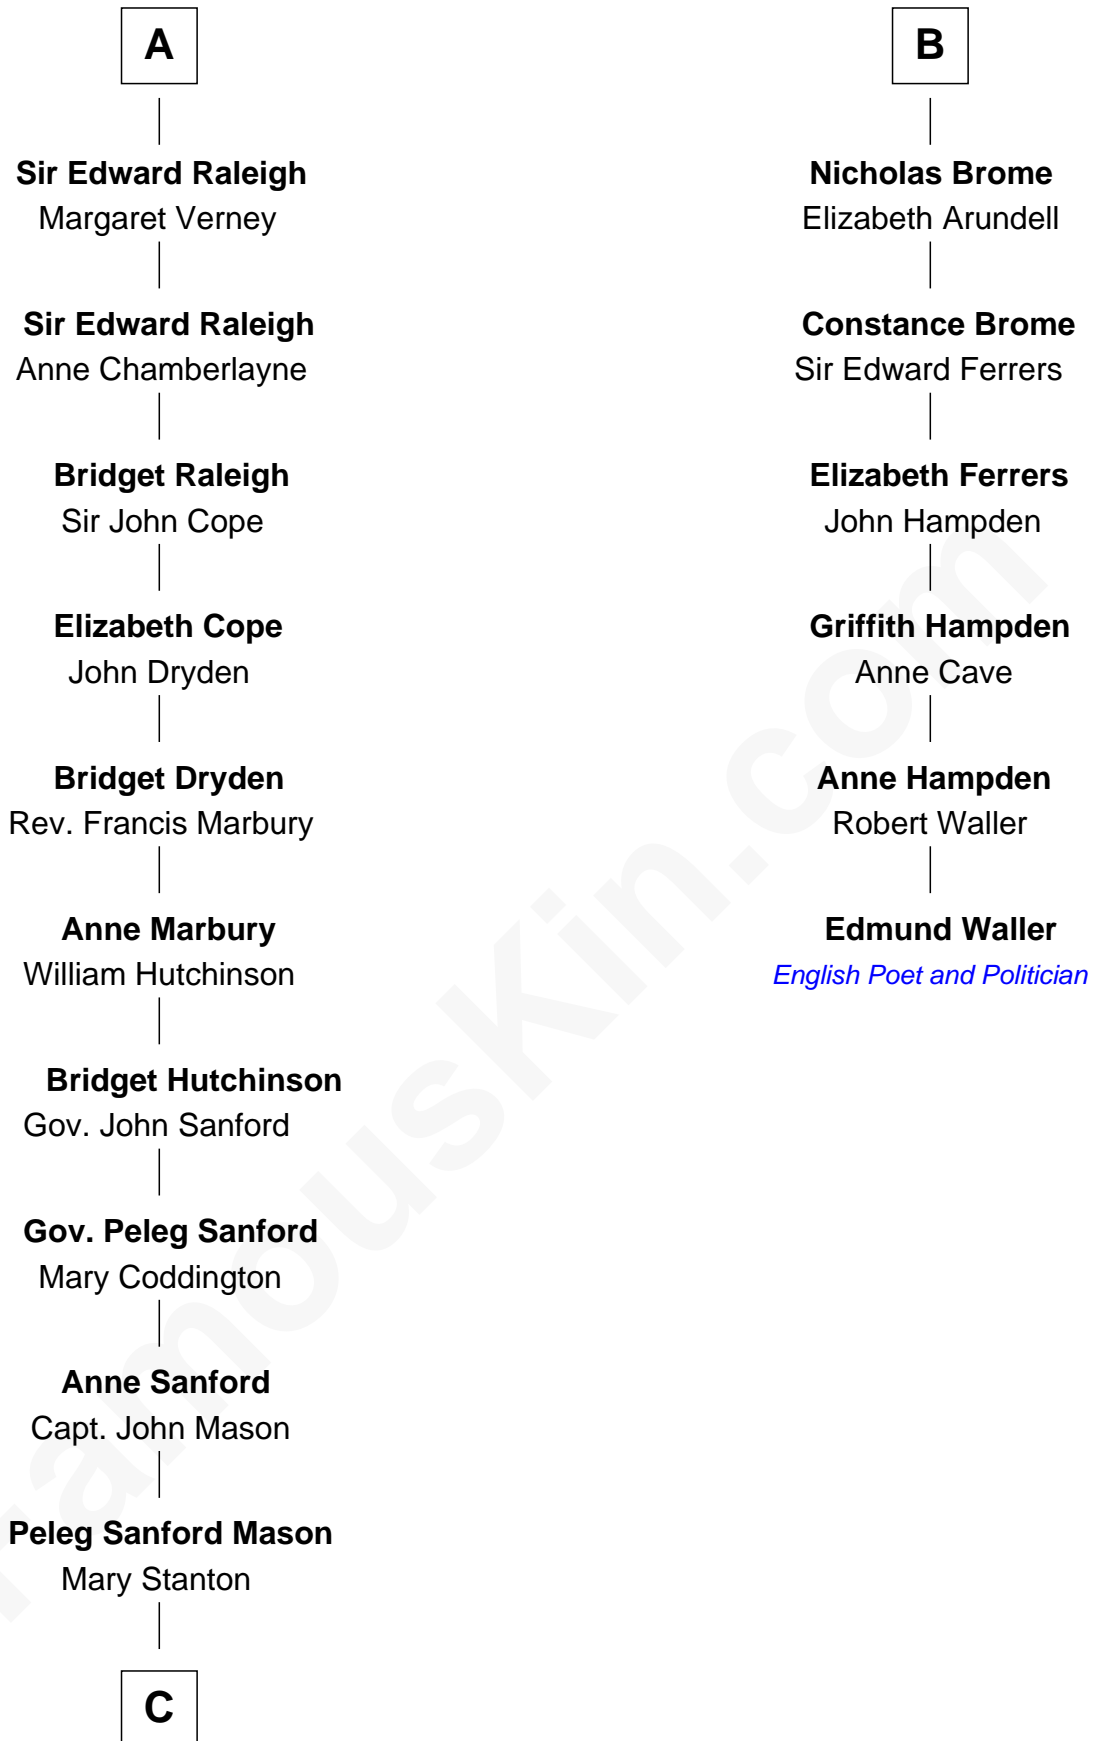 A
Sir Edward Raleigh
Margaret Verney
Sir Edward Raleigh
Anne Chamberlayne
Bridget Raleigh
Sir John Cope
Elizabeth Cope
John Dryden
Bridget Dryden
Rev. Francis Marbury
Anne Marbury
William Hutchinson
Bridget Hutchinson
Gov. John Sanford
Gov. Peleg Sanford
Mary Coddington
Anne Sanford
Capt. John Mason
Peleg Sanford Mason
Mary Stanton
C
B
Nicholas Brome
Elizabeth Arundell
Constance Brome
Sir Edward Ferrers
Elizabeth Ferrers
John Hampden
Griffith Hampden
Anne Cave
Anne Hampden
Robert Waller
Edmund Waller
English Poet and Politician
FamousKin.com